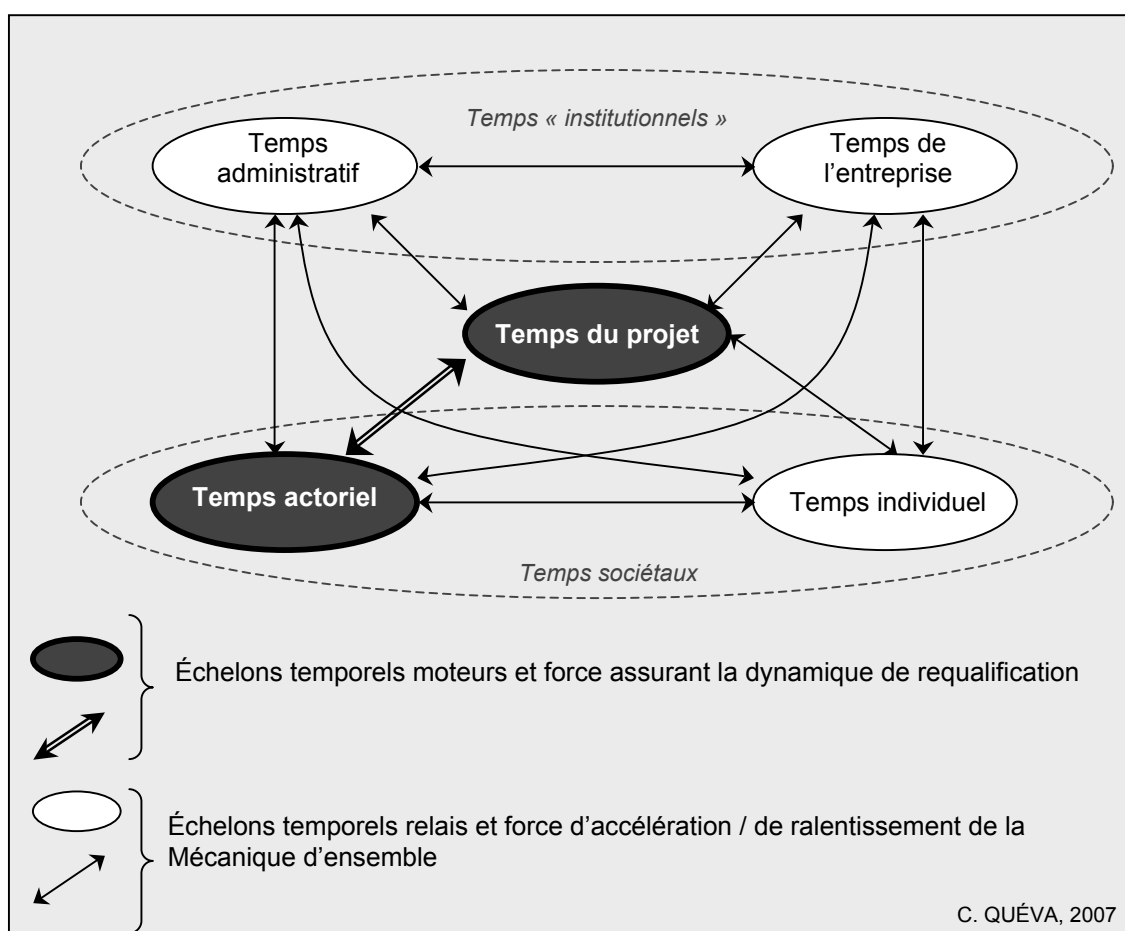 Temps « institutionnels »
Temps
administratif
Temps de
l’entreprise
Temps du projet
Temps actoriel
Temps individuel
Temps sociétaux
Échelons temporels moteurs et force assurant la dynamique de requalification
Échelons temporels relais et force d’accélération / de ralentissement de la
Mécanique d’ensemble
C. QUÉVA, 2007